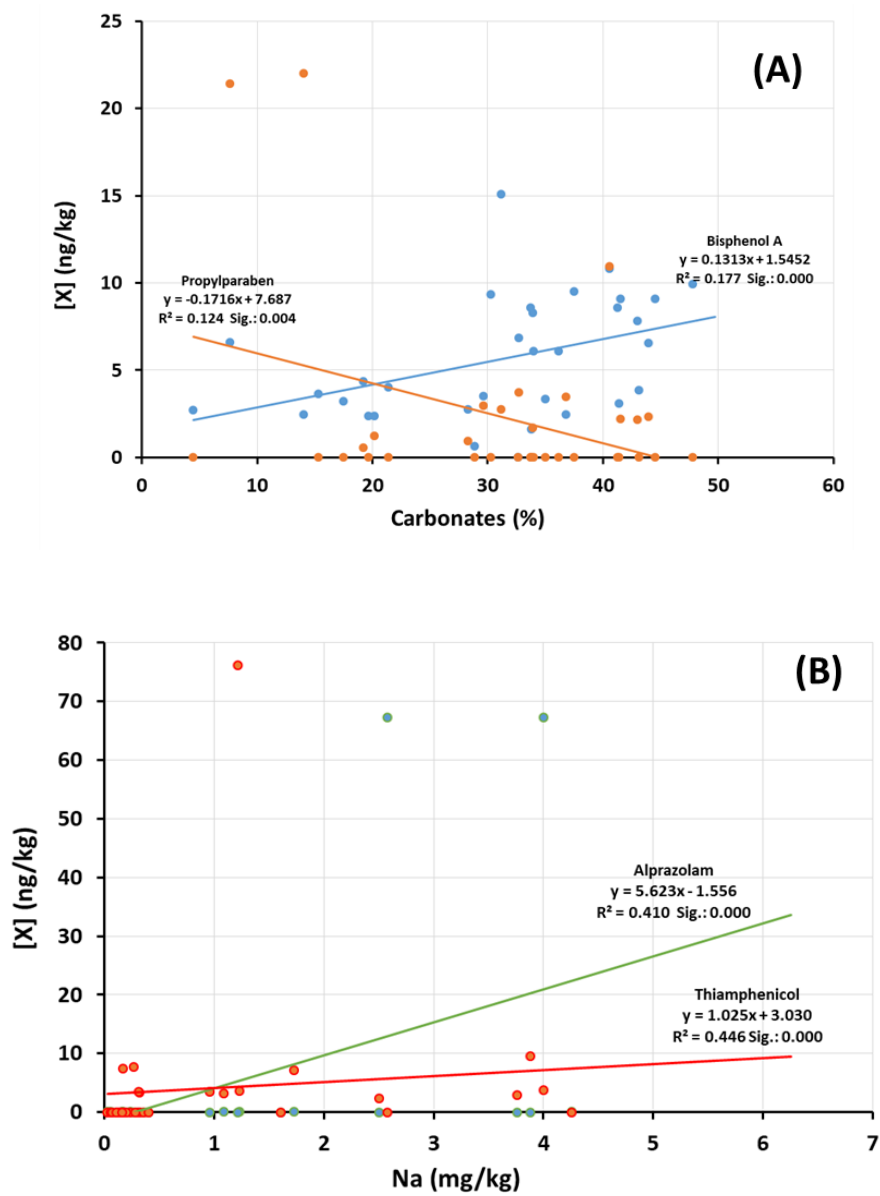 (A)
25
20
15
10
5
0
[X] (ng/kg)
Propylparaben
y = -0.1716x + 7.687
R² = 0.124 Sig.: 0.004
Bisphenol A
y = 0.1313x + 1.5452
R² = 0.177 Sig.: 0.000
0 10 20 30 40 50 60
Carbonates (%)
(B)
80
70
60
50
40
30
20
10
0
[X] (ng/kg)
Alprazolam
y = 5.623x - 1.556
R² = 0.410 Sig.: 0.000
Thiamphenicol
y = 1.025x + 3.030
R² = 0.446 Sig.: 0.000
0 1 2 3 4 5 6 7
Na (mg/kg)